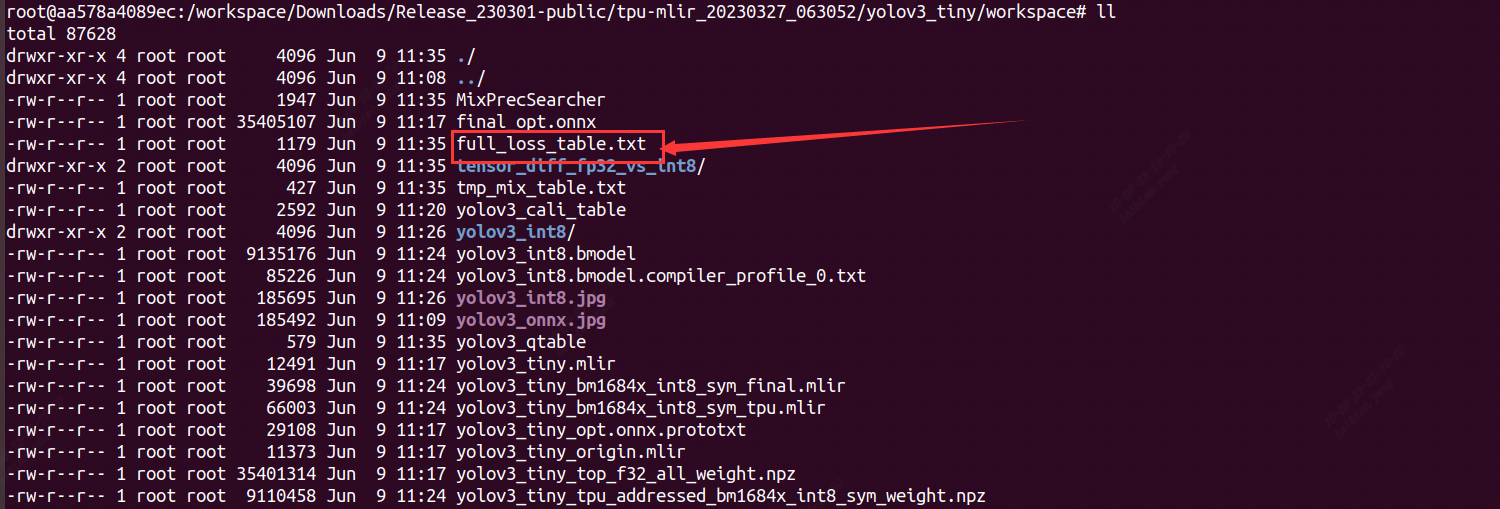 root@aa578a4089ec:/workspace/Downloads/Release_230301-public/tpu-mlir_20230327_063052/yolov3_tiny/workspace# ll
total 87628
drwxr-xr-x 4 root root     4096 Jun  9 11:35 ./
drwxr-xr-x 4 root root     4096 Jun  9 11:08 ../
-rw-r--r-- 1 root root     1947 Jun  9 11:35 MixPrecSearcher
-rw-r--r-- 1 root root 35405107 Jun  9 11:17 final_opt.onnx
-rw-r--r-- 1 root root     1179 Jun  9 11:35 full_loss_table.txt
drwxr-xr-x 2 root root     4096 Jun  9 11:35 tensor_diff_fp32_vs_int8/
-rw-r--r-- 1 root root      427 Jun  9 11:35 tmp_mix_table.txt
-rw-r--r-- 1 root root     2592 Jun  9 11:20 yolov3_cali_table
drwxr-xr-x 2 root root     4096 Jun  9 11:26 yolov3_int8/
-rw-r--r-- 1 root root  9135176 Jun  9 11:24 yolov3_int8.bmodel
-rw-r--r-- 1 root root    85226 Jun  9 11:24 yolov3_int8.bmodel.compiler_profile_0.txt
-rw-r--r-- 1 root root   185695 Jun  9 11:26 yolov3_int8.jpg
-rw-r--r-- 1 root root   185492 Jun  9 11:09 yolov3_onnx.jpg
-rw-r--r-- 1 root root      579 Jun  9 11:35 yolov3_qtable
-rw-r--r-- 1 root root    12491 Jun  9 11:17 yolov3_tiny.mlir
-rw-r--r-- 1 root root    39698 Jun  9 11:24 yolov3_tiny_bm1684x_int8_sym_final.mlir
-rw-r--r-- 1 root root    66003 Jun  9 11:24 yolov3_tiny_bm1684x_int8_sym_tpu.mlir
-rw-r--r-- 1 root root    29108 Jun  9 11:17 yolov3_tiny_opt.onnx.prototxt
-rw-r--r-- 1 root root    11373 Jun  9 11:17 yolov3_tiny_origin.mlir
-rw-r--r-- 1 root root 35401314 Jun  9 11:17 yolov3_tiny_top_f32_all_weight.npz
-rw-r--r-- 1 root root  9110458 Jun  9 11:24 yolov3_tiny_tpu_addressed_bm1684x_int8_sym_weight.npz